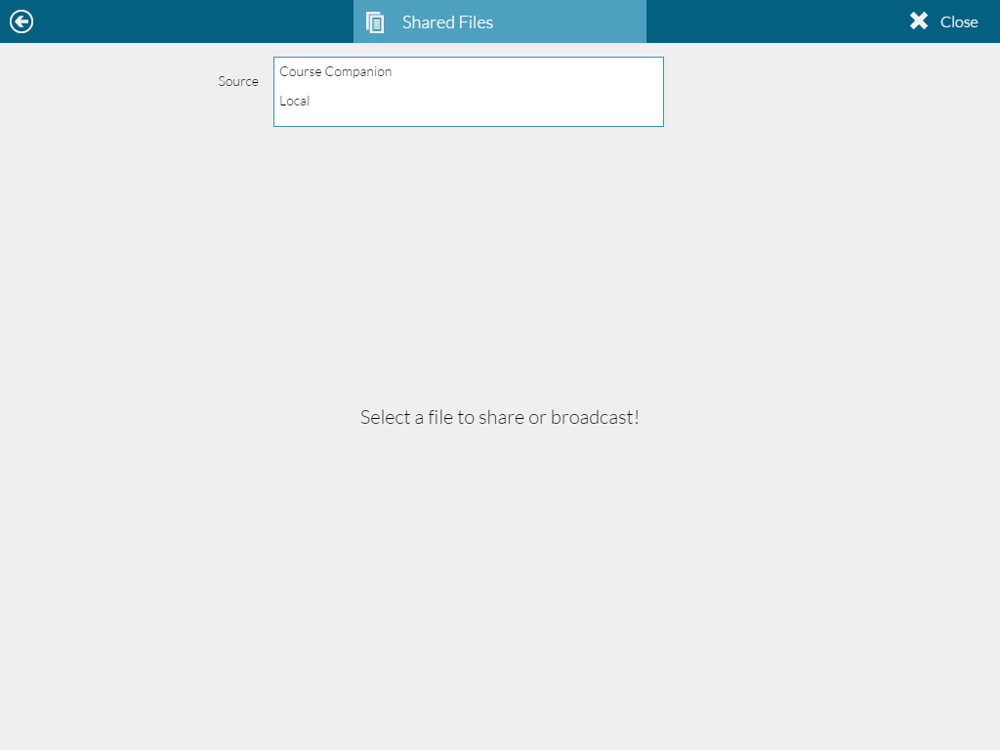 Shared Files
Close
Source
Course Companion
Local
Select a file to share or broadcast!